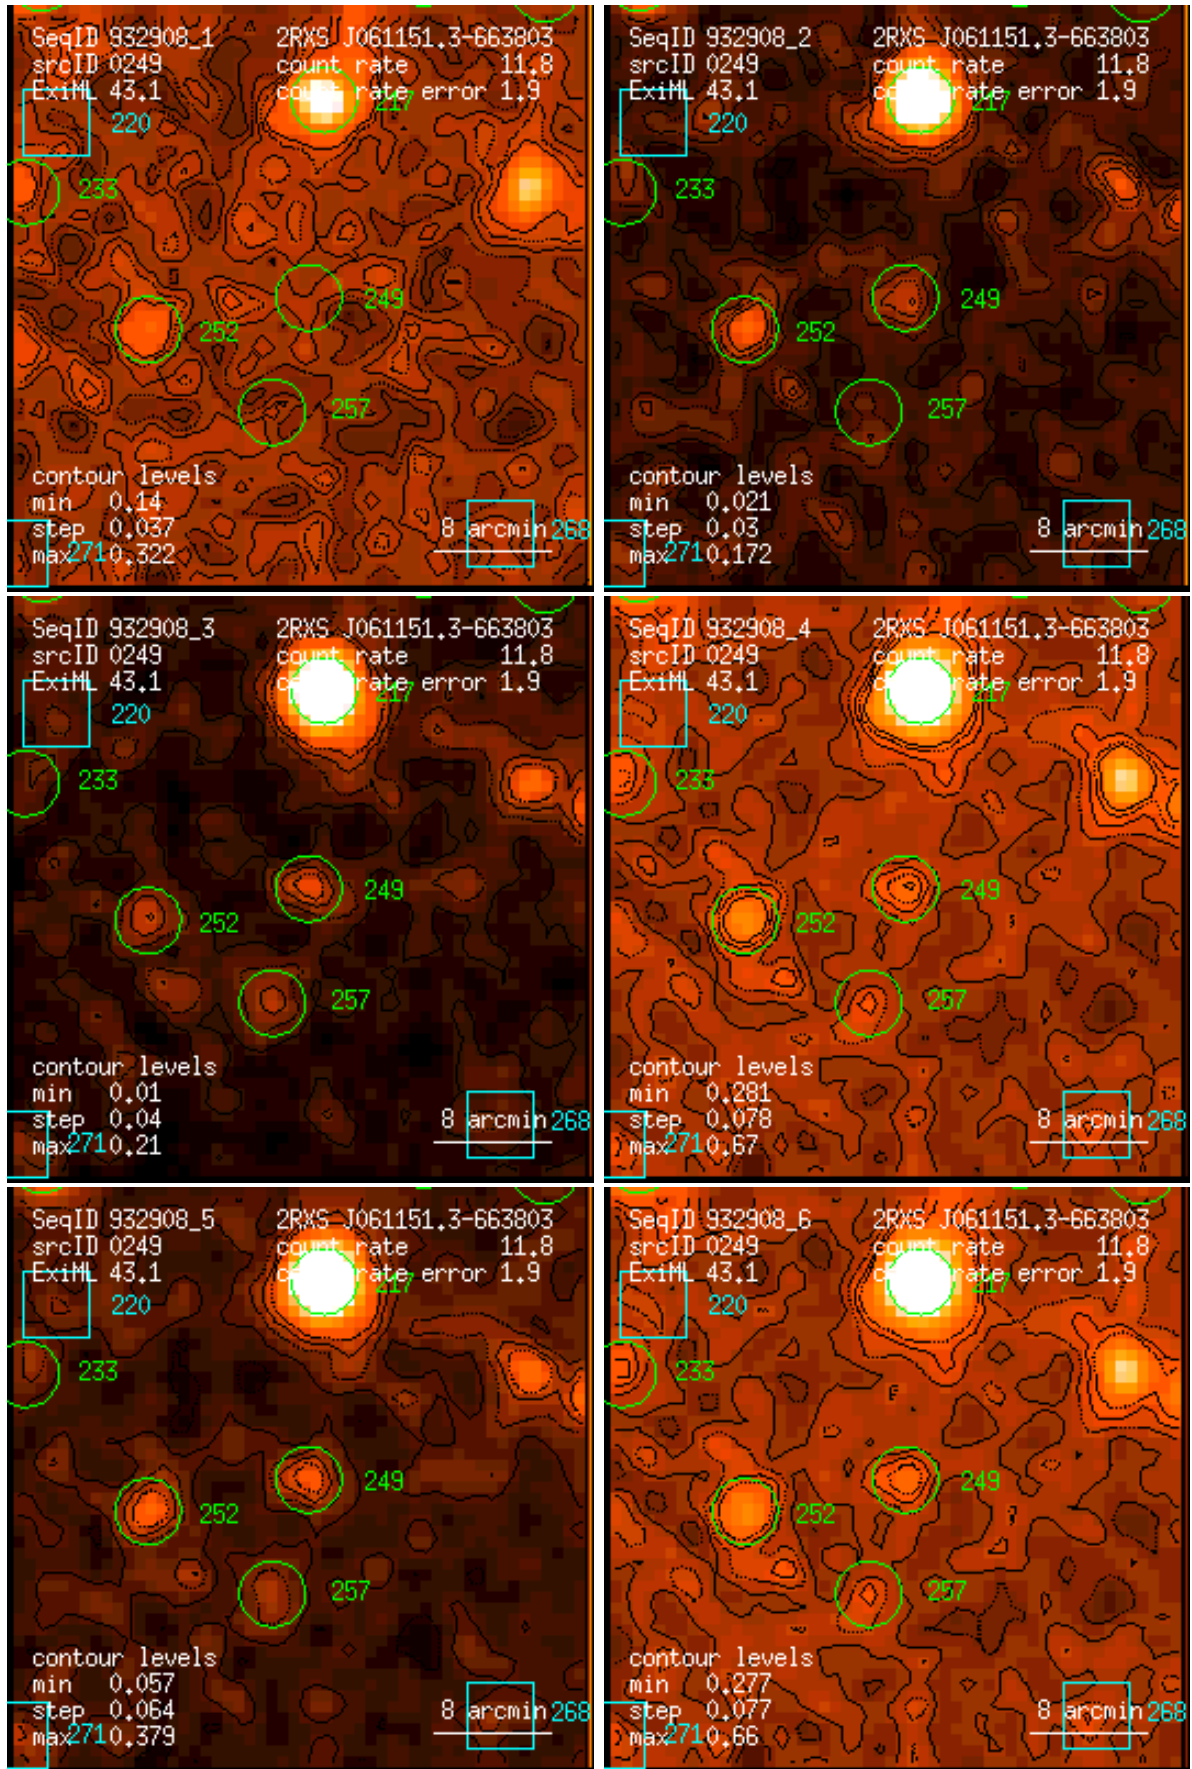 SeqID 932908_1 2RXS J061151.3-663803
srcID 0249 count rate 11.8
ExiML 43.1 count rate error 1.9
217
220
233
249
252
257
contour levels
min 0.14
step 0.037 8 arcmin 268
max 271 0.322
SeqID 932908_2 2RXS J061151.3-663803
srcID 0249 count rate 11.8
ExiML 43.1 count rate error 1.9
217
220
233
249
252
257
contour levels
min 0.021
step 0.03 8 arcmin 268
max 271 0.172
SeqID 932908_3 2RXS J061151.3-663803
srcID 0249 count rate 11.8
ExiML 43.1 count rate error 1.9
217
220
233
249
252
257
contour levels
min 0.01
step 0.04 8 arcmin 268
max 271 0.21
SeqID 932908_4 2RXS J061151.3-663803
srcID 0249 count rate 11.8
ExiML 43.1 count rate error 1.9
217
220
233
249
252
257
contour levels
min 0.281
step 0.078 8 arcmin 268
max 271 0.67
SeqID 932908_5 2RXS J061151.3-663803
srcID 0249 count rate 11.8
ExiML 43.1 count rate error 1.9
217
220
233
249
252
257
contour levels
min 0.057
step 0.064 8 arcmin 268
max 271 0.379
SeqID 932908_6 2RXS J061151.3-663803
srcID 0249 count rate 11.8
ExiML 43.1 count rate error 1.9
217
220
233
249
252
257
contour levels
min 0.277
step 0.077 8 arcmin 268
max 271 0.66